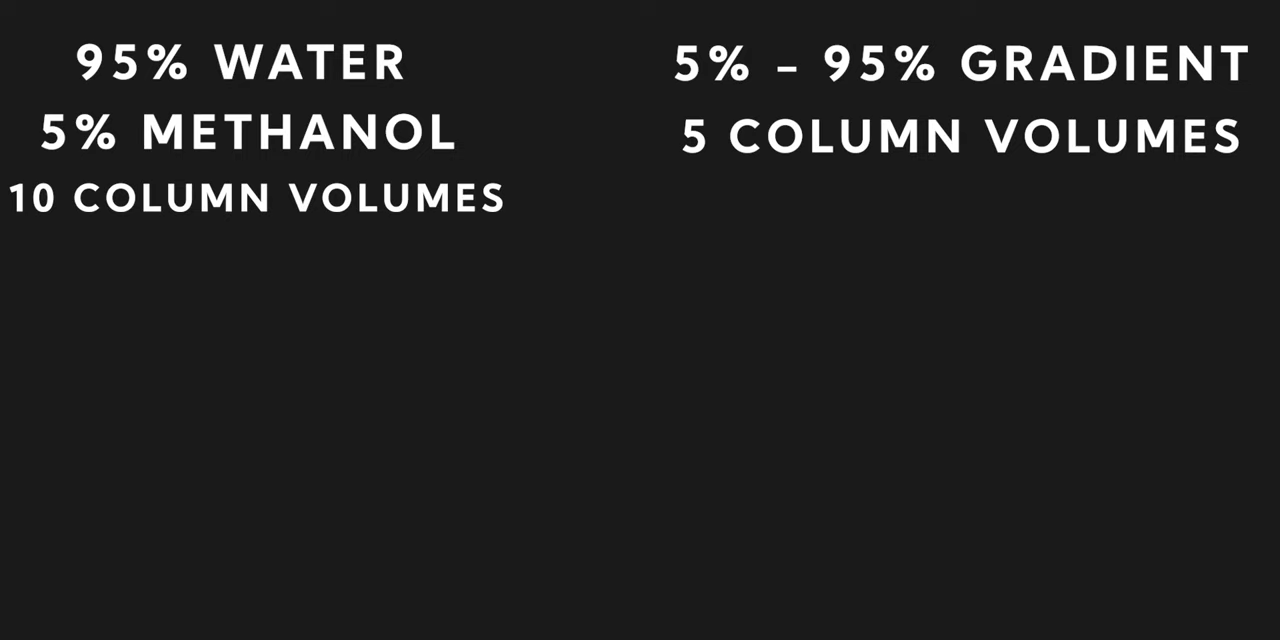 95% WATER
5% METHANOL
10 COLUMN VOLUMES
5% - 95% GRADIENT
5 COLUMN VOLUMES